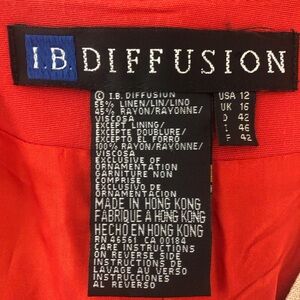 I.B. DIFFUSION
© I.B. DIFFUSION
55% LINEN/LIN/LINO
45% RAYON/RAYONNE/
VISCOSA
EXCEPT LINING/
EXCEPTE DOUBLURE/
EXCEPTO EL FORRO
100% RAYON/RAYONNE/
VISCOSA
EXCLUSIVE OF
ORNAMENTATION
GARNITURE NON
COMPRISE
EXCLUSIVO DE
ORNAMENTACION
MADE IN HONG KONG
FABRIQUE A HONG KONG
HECHO EN HONG KONG
RN 46561 CA 00184
CARE INSTRUCTIONS
ON REVERSE SIDE
INSTRUCTIONS DE
LAVAGE AU VERSO
INSTRUCCIONES
AL DORSO
USA 12
UK 16
D 42
I 46
F 42